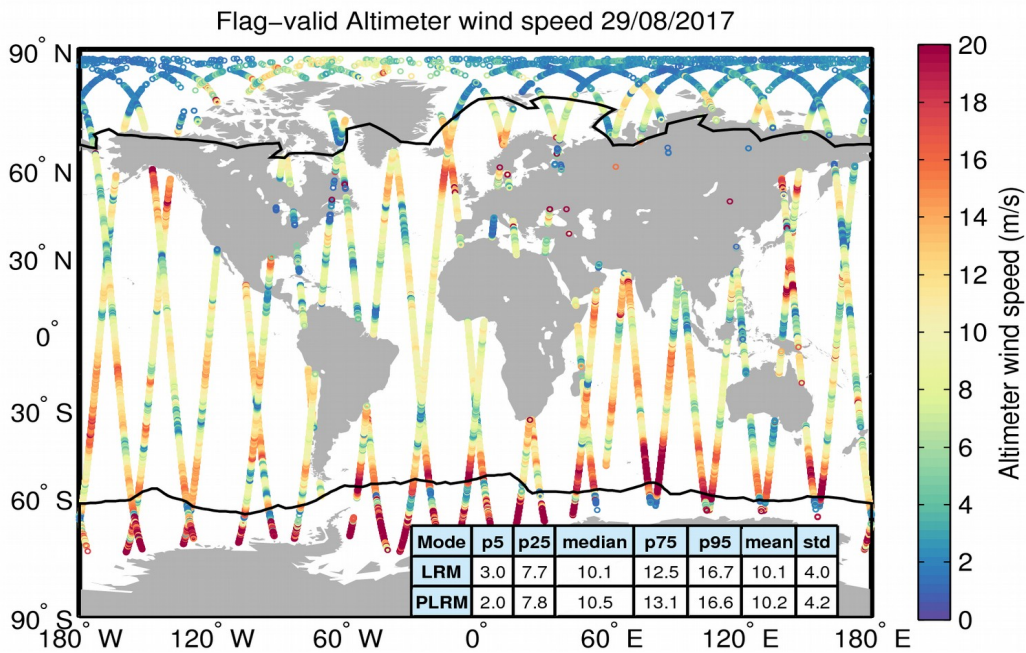 Flag−valid Altimeter wind speed 29/08/2017
90° N
60° N
30° N
0°
30° S
60° S
90° S
180° W
120° W
60° W
0°
60° E
120° E
180° E
Mode p5 p25 median p75 p95 mean std
LRM 3.0 7.7 10.1 12.5 16.7 10.1 4.0
PLRM 2.0 7.8 10.5 13.1 16.6 10.2 4.2
20
18
16
14
12
10
8
6
4
2
0
Altimeter wind speed (m/s)